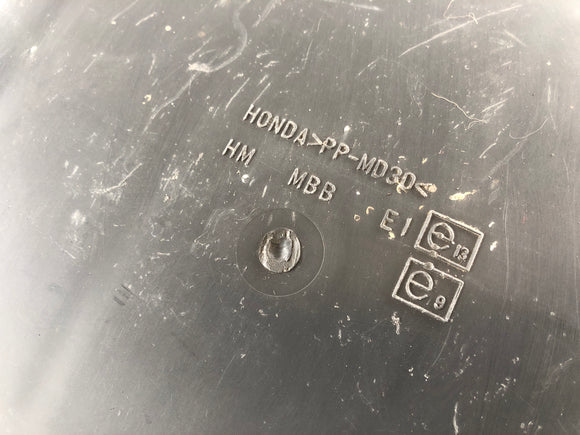 HONDA>PP-MD30<
HM MBB E1 e13
e9